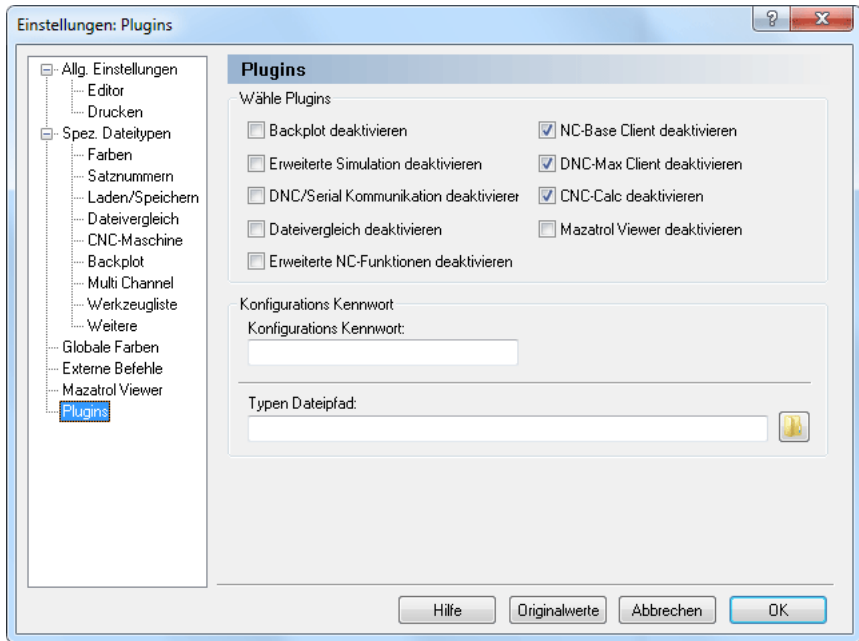 Einstellungen: Plugins
Allg. Einstellungen
Editor
Drucken
Spez. Dateitypen
Farben
Satznummern
Laden/Speichern
Dateivergleich
CNC-Maschine
Backplot
Multi Channel
Werkzeugliste
Weitere
Globale Farben
Externe Befehle
Mazatrol Viewer
Plugins
Plugins
Wähle Plugins
Backplot deaktivieren
Erweiterte Simulation deaktivieren
DNC/Serial Kommunikation deaktivierer
Dateivergleich deaktivieren
Erweiterte NC-Funktionen deaktivieren
NC-Base Client deaktivieren
DNC-Max Client deaktivieren
CNC-Calc deaktivieren
Mazatrol Viewer deaktivieren
Konfigurations Kennwort
Konfigurations Kennwort:
Typen Dateipfad:
Hilfe
Originalwerte
Abbrechen
OK